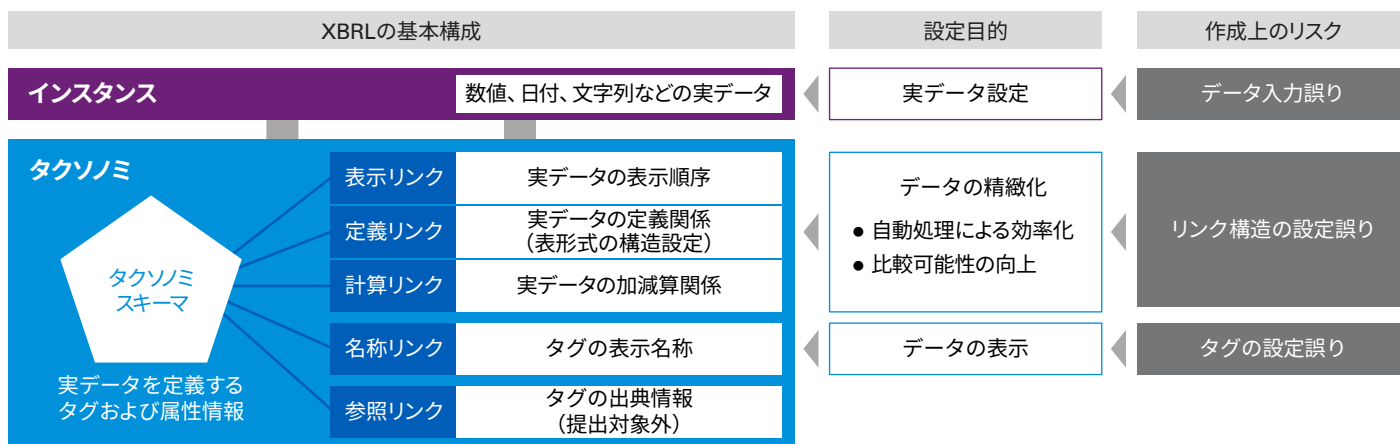 XBRLの基本構成
設定目的
作成上のリスク
インスタンス
数値、日付、文字列などの実データ
実データ設定
データ入力誤り
タクソノミ
タクソノミ
スキーマ
実データを定義する
タグおよび属性情報
表示リンク
実データの表示順序
定義リンク
実データの定義関係
（表形式の構造設定）
計算リンク
実データの加減算関係
名称リンク
タグの表示名称
参照リンク
タグの出典情報
（提出対象外）
データの精緻化
● 自動処理による効率化
● 比較可能性の向上
リンク構造の設定誤り
データの表示
タグの設定誤り